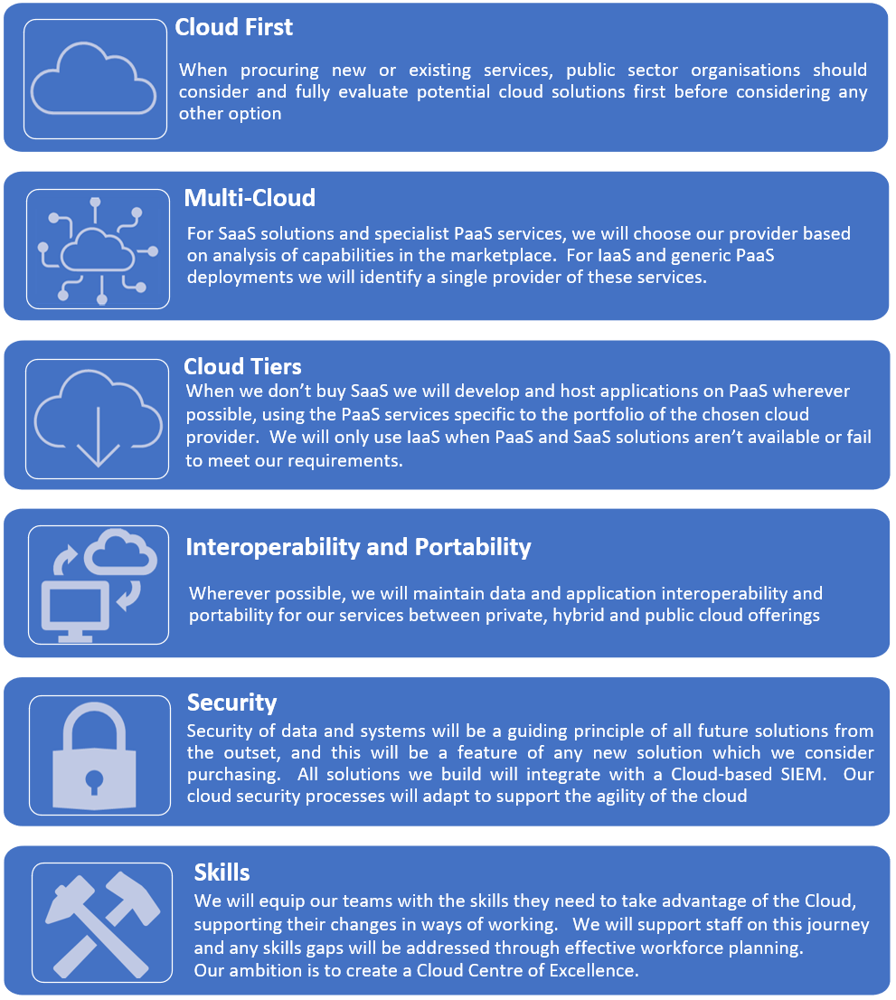 Cloud First
When procuring new or existing services, public sector organisations should
consider and fully evaluate potential cloud solutions first before considering any
other option
Multi-Cloud
For SaaS solutions and specialist PaaS services, we will choose our provider based
on analysis of capabilities in the marketplace.  For IaaS and generic PaaS
deployments we will identify a single provider of these services.
Cloud Tiers
When we don’t buy SaaS we will develop and host applications on PaaS wherever
possible, using the PaaS services specific to the portfolio of the chosen cloud
provider.  We will only use IaaS when PaaS and SaaS solutions aren’t available or fail
to meet our requirements.
Interoperability and Portability
Wherever possible, we will maintain data and application interoperability and
portability for our services between private, hybrid and public cloud offerings
Security
Security of data and systems will be a guiding principle of all future solutions from
the outset, and this will be a feature of any new solution which we consider
purchasing.  All solutions we build will integrate with a Cloud-based SIEM.  Our
cloud security processes will adapt to support the agility of the cloud
Skills
We will equip our teams with the skills they need to take advantage of the Cloud,
supporting their changes in ways of working.   We will support staff on this journey
and any skills gaps will be addressed through effective workforce planning.
Our ambition is to create a Cloud Centre of Excellence.